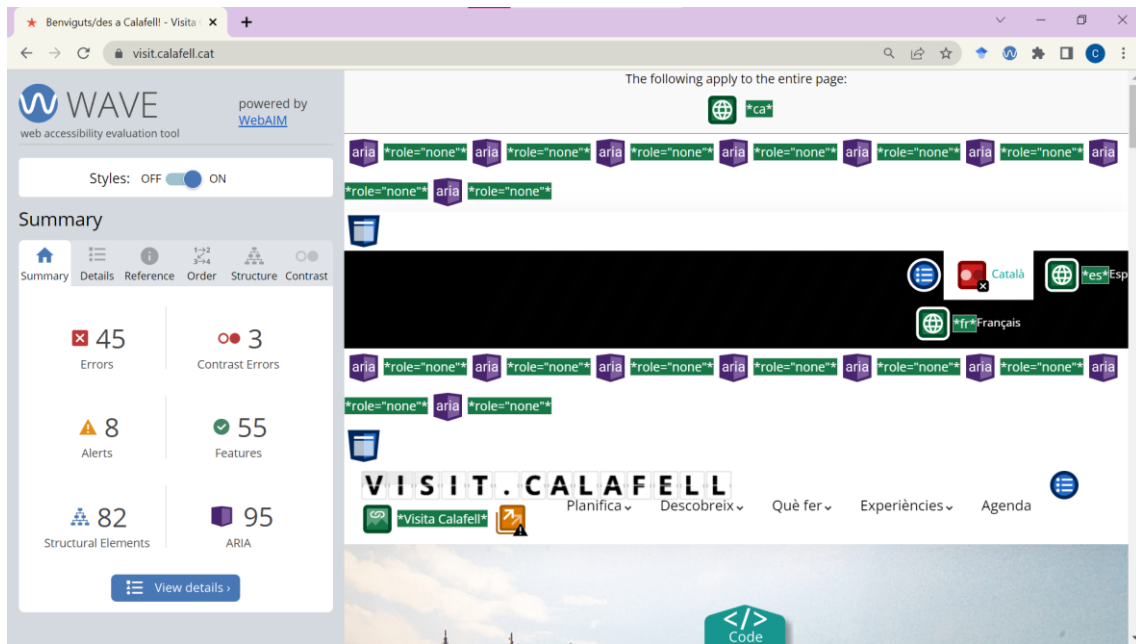 Benviguts/des a Calafell! - Visita
visit.calafell.cat
C
WAVE
web accessibility evaluation tool
powered by
WebAIM
Styles: OFF ON
Summary
Summary Details Reference Order Structure Contrast
45
Errors
3
Contrast Errors
8
Alerts
55
Features
82
Structural Elements
95
ARIA
View details ›
The following apply to the entire page:
*ca*
aria *role="none"* aria *role="none"* aria *role="none"* aria *role="none"* aria *role="none"* aria *role="none"* aria
*role="none"* aria *role="none"*
Català *es*Esp
*fr*Français
aria *role="none"* aria *role="none"* aria *role="none"* aria *role="none"* aria *role="none"* aria *role="none"* aria
*role="none"* aria *role="none"*
VISIT.CALAFELL
*Visita Calafell*
Planifica Descobreix Què fer Experiències Agenda
</>
Code